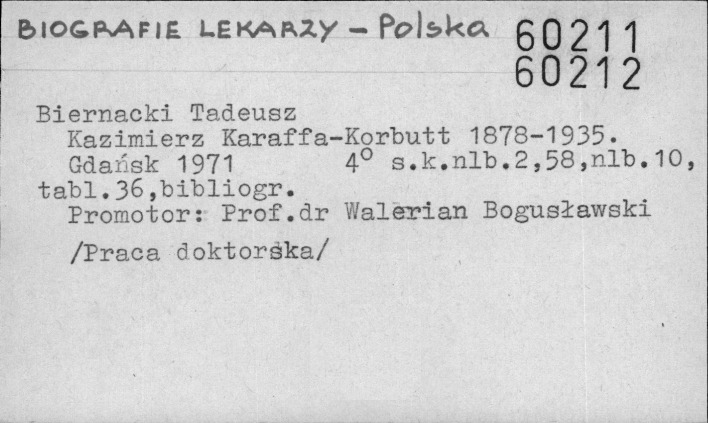 BIOGRAFIE LEKARZY - Polska
60211
60212
Biernacki Tadeusz
Kazimierz Karaffa-Korbutt 1878-1935.
Gdańsk 1971 4° s.k.nlb.2,58,nlb.10,
tabl.36,bibliogr.
Promotor: Prof.dr Walerian Bogusławski
/Praca doktorska/